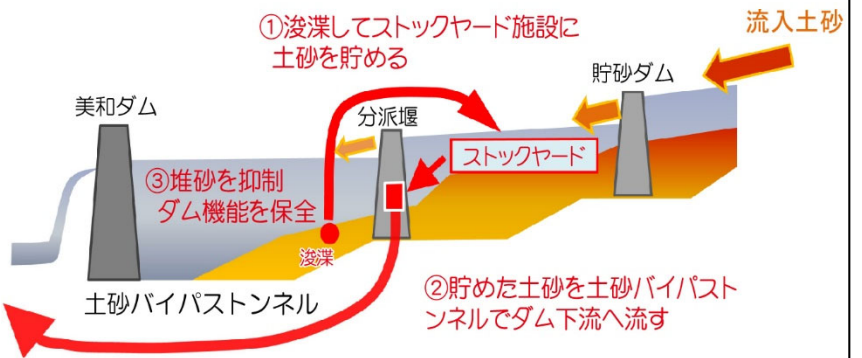 ①浚渫してストックヤード施設に
土砂を貯める
流入土砂
貯砂ダム
美和ダム
分派堰
ストックヤード
③堆砂を抑制
ダム機能を保全
浚渫
土砂バイパストンネル
②貯めた土砂を土砂バイパスト
ンネルでダム下流へ流す